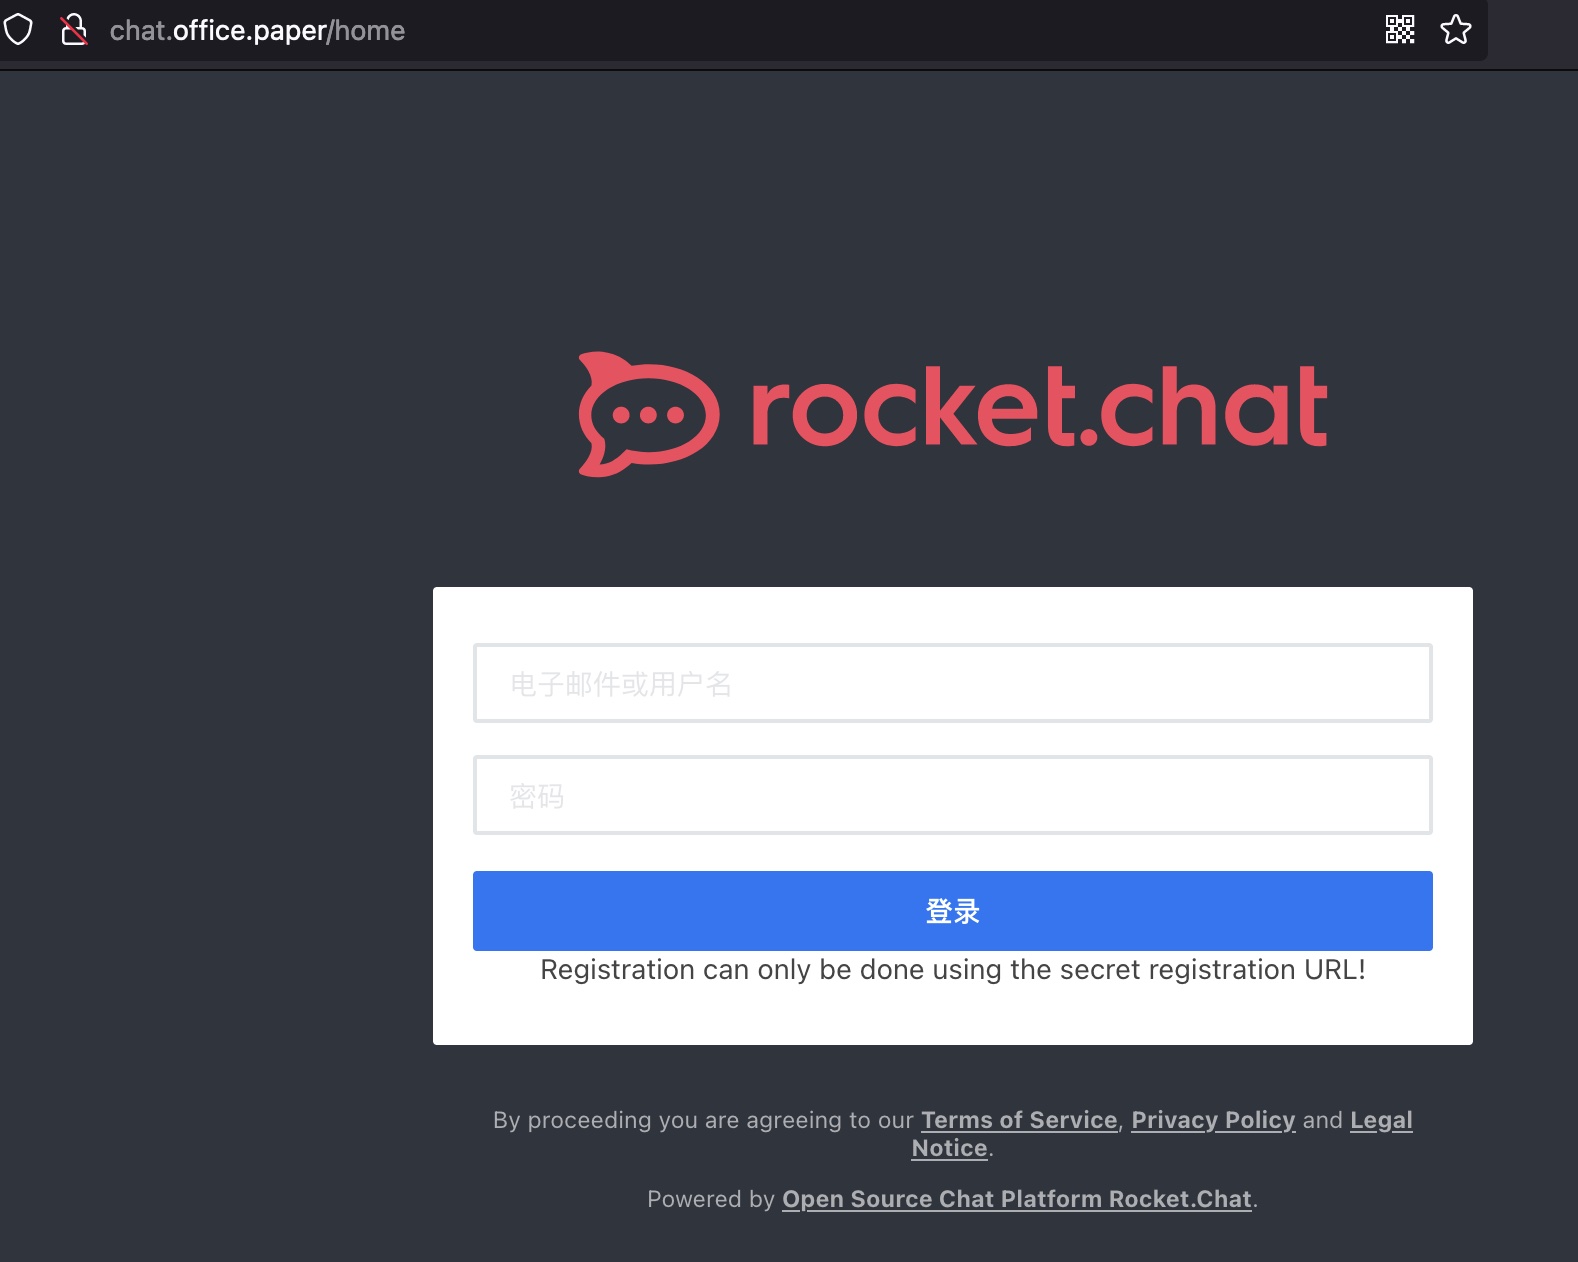 chat.office.paper/home
rocket.chat
电子邮件或用户名
密码
登录
Registration can only be done using the secret registration URL!
By proceeding you are agreeing to our Terms of Service, Privacy Policy and Legal
Notice.
Powered by Open Source Chat Platform Rocket.Chat.